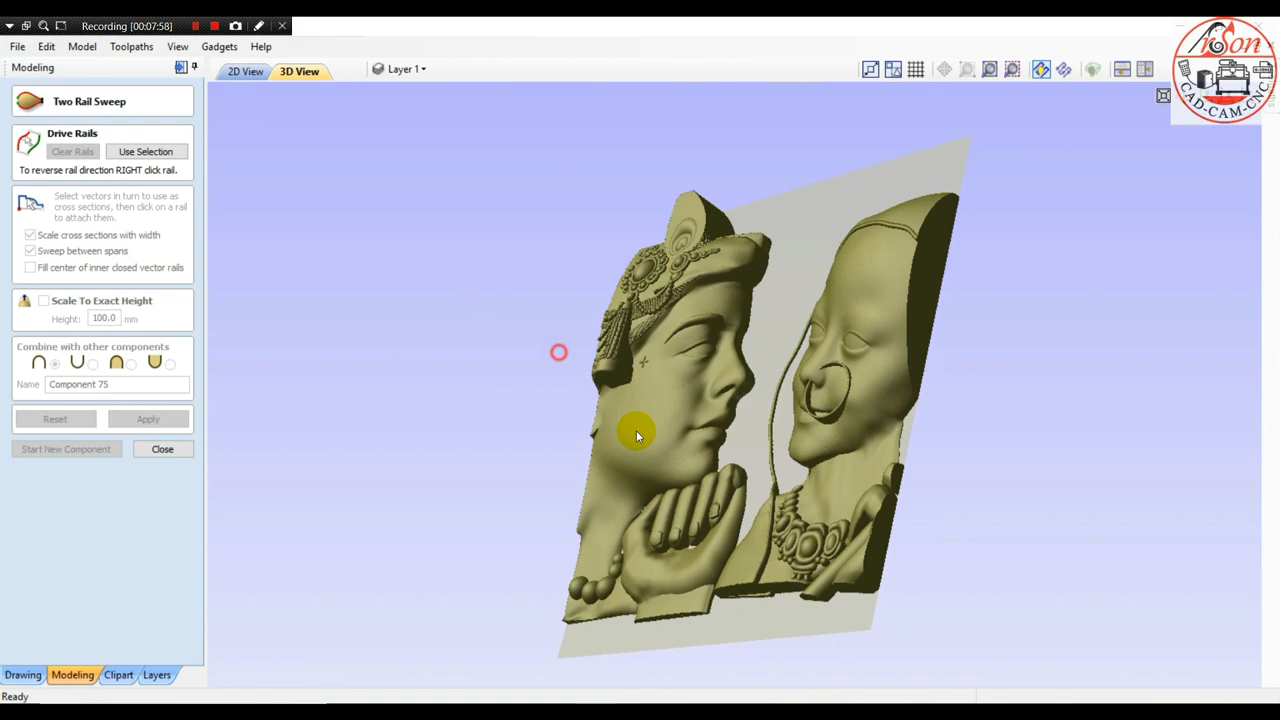 Recording [00:07:58]
File Edit Model Toolpaths View Gadgets Help
Modeling
2D View 3D View Layer 1
Two Rail Sweep
Drive Rails
Clear Rails Use Selection
To reverse rail direction RIGHT click rail.
Select vectors in turn to use as
cross sections, then click on a rail
to attach them.
Scale cross sections with width
Sweep between spans
Fill center of inner closed vector rails
Scale To Exact Height
Height: 100.0 mm
Combine with other components
Name Component 75
Reset Apply
Start New Component Close
Drawing Modeling Clipart Layers
Ready
CAD-CAM-CNC